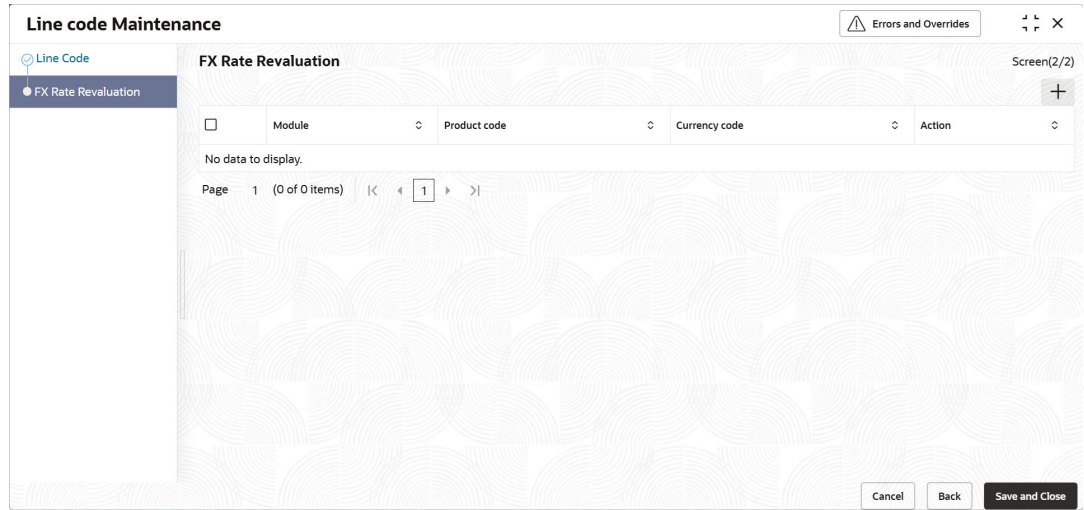 Line code Maintenance
Errors and Overrides
Line Code
FX Rate Revaluation
FX Rate Revaluation
Screen(2/2)
Module Product code Currency code Action
No data to display.
Page 1 (0 of 0 items) 1
Cancel Back Save and Close